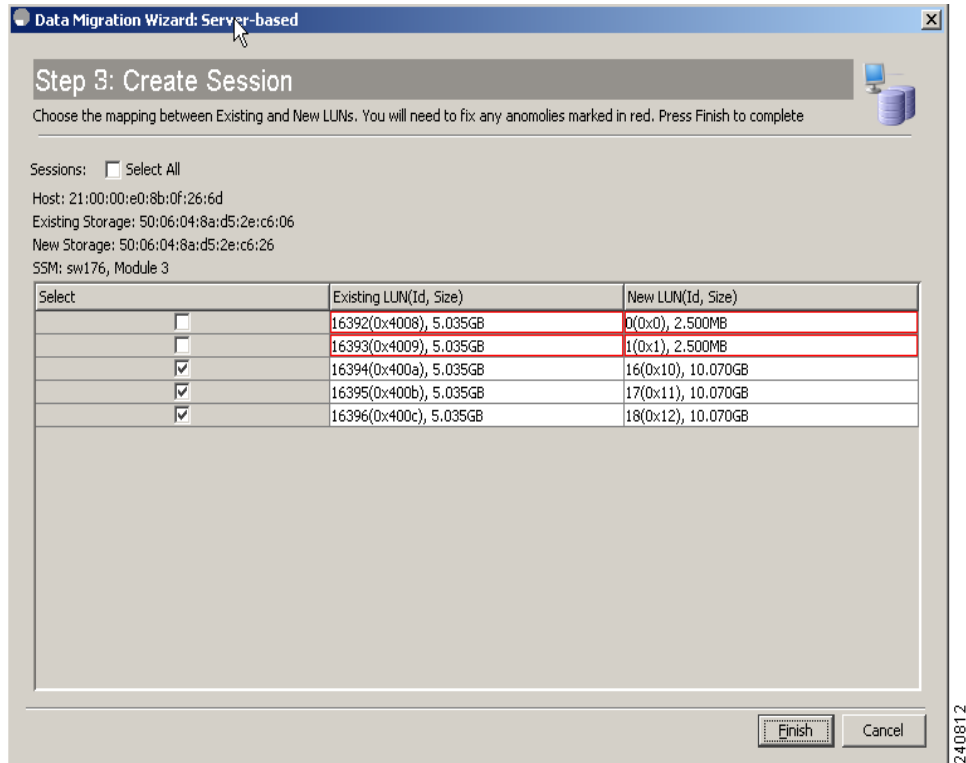 Data Migration Wizard: Server-based
Step 3: Create Session
Choose the mapping between Existing and New LUNs. You will need to fix any anomolies marked in red. Press Finish to complete
Sessions: Select All
Host: 21:00:00:e0:8b:0f:26:6d
Existing Storage: 50:06:04:8a:d5:2e:c6:06
New Storage: 50:06:04:8a:d5:2e:c6:26
SSM: sw176, Module 3
Select Existing LUN(Id, Size) New LUN(Id, Size)
16392(0x4008), 5.035GB 0(0x0), 2.500MB
16393(0x4009), 5.035GB 1(0x1), 2.500MB
16394(0x400a), 5.035GB 16(0x10), 10.070GB
16395(0x400b), 5.035GB 17(0x11), 10.070GB
16396(0x400c), 5.035GB 18(0x12), 10.070GB
Finish Cancel
240812